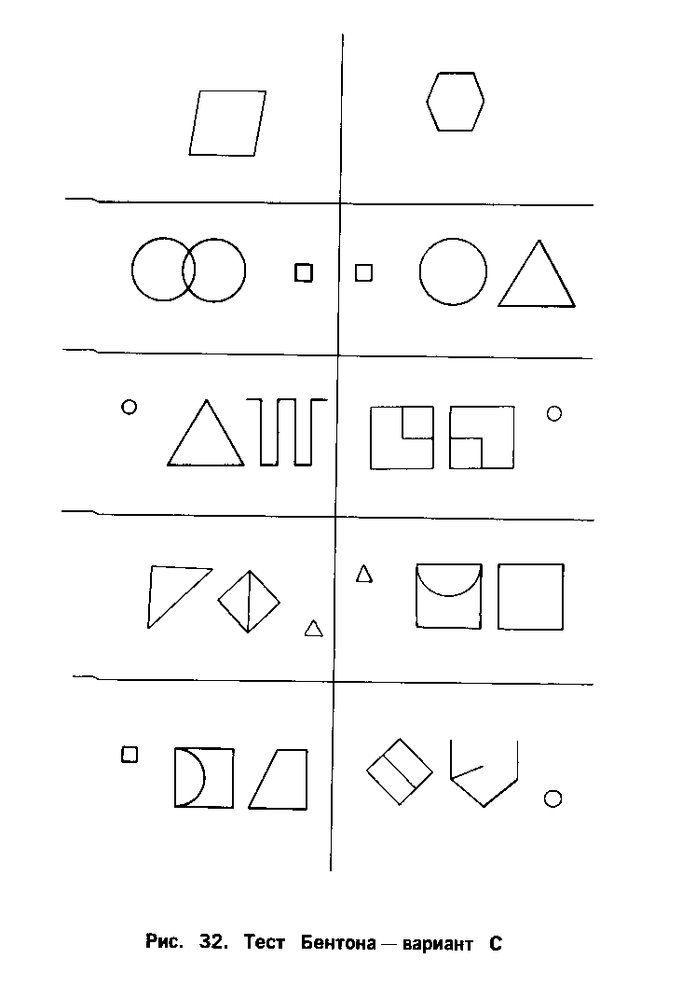 Рис. 32. Тест Бентона — вариант С